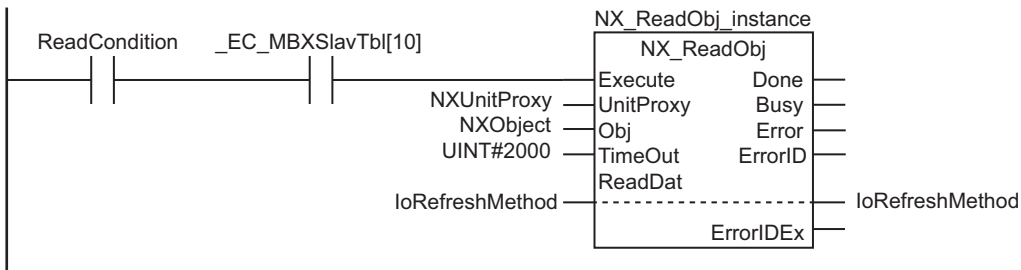 NX_ReadObj_instance
ReadCondition _EC_MBXSlavTbl[10] NX_ReadObj
Execute Done
NXUnitProxy UnitProxy Busy
NXObject Obj Error
UINT#2000 TimeOut ErrorID
ReadDat
IoRefreshMethod IoRefreshMethod
ErrorIDEx